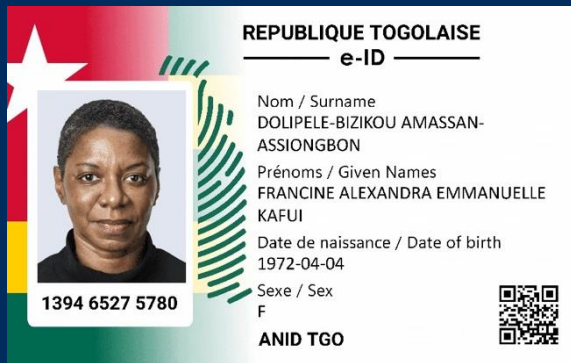 REPUBLIQUE TOGOLAISE
e-ID
Nom / Surname
DOLIPELE-BIZIKOU AMASSAN-
ASSIONGBON
Prénoms / Given Names
FRANCINE ALEXANDRA EMMANUELLE
KAFUI
Date de naissance / Date of birth
1972-04-04
Sexe / Sex
F
1394 6527 5780
ANID TGO